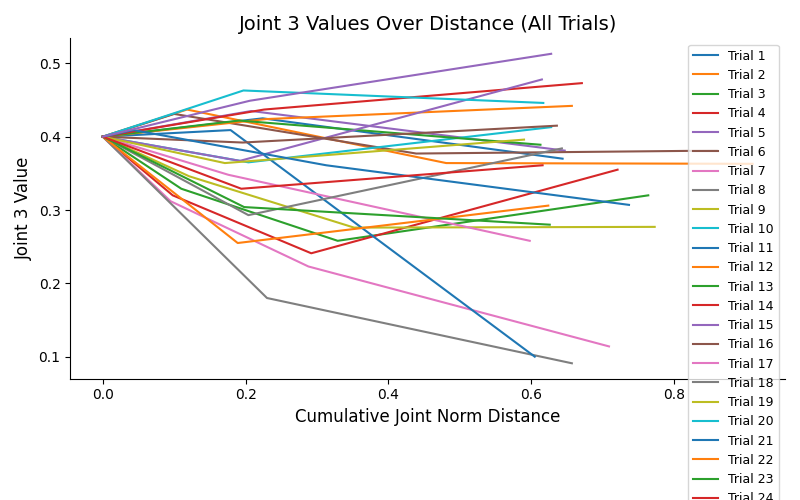 Joint 3 Values Over Distance (All Trials)
Joint 3 Value
0.5
0.4
0.3
0.2
0.1
0.0
0.2
0.4
0.6
0.8
Cumulative Joint Norm Distance
Trial 1
Trial 2
Trial 3
Trial 4
Trial 5
Trial 6
Trial 7
Trial 8
Trial 9
Trial 10
Trial 11
Trial 12
Trial 13
Trial 14
Trial 15
Trial 16
Trial 17
Trial 18
Trial 19
Trial 20
Trial 21
Trial 22
Trial 23
Trial 24